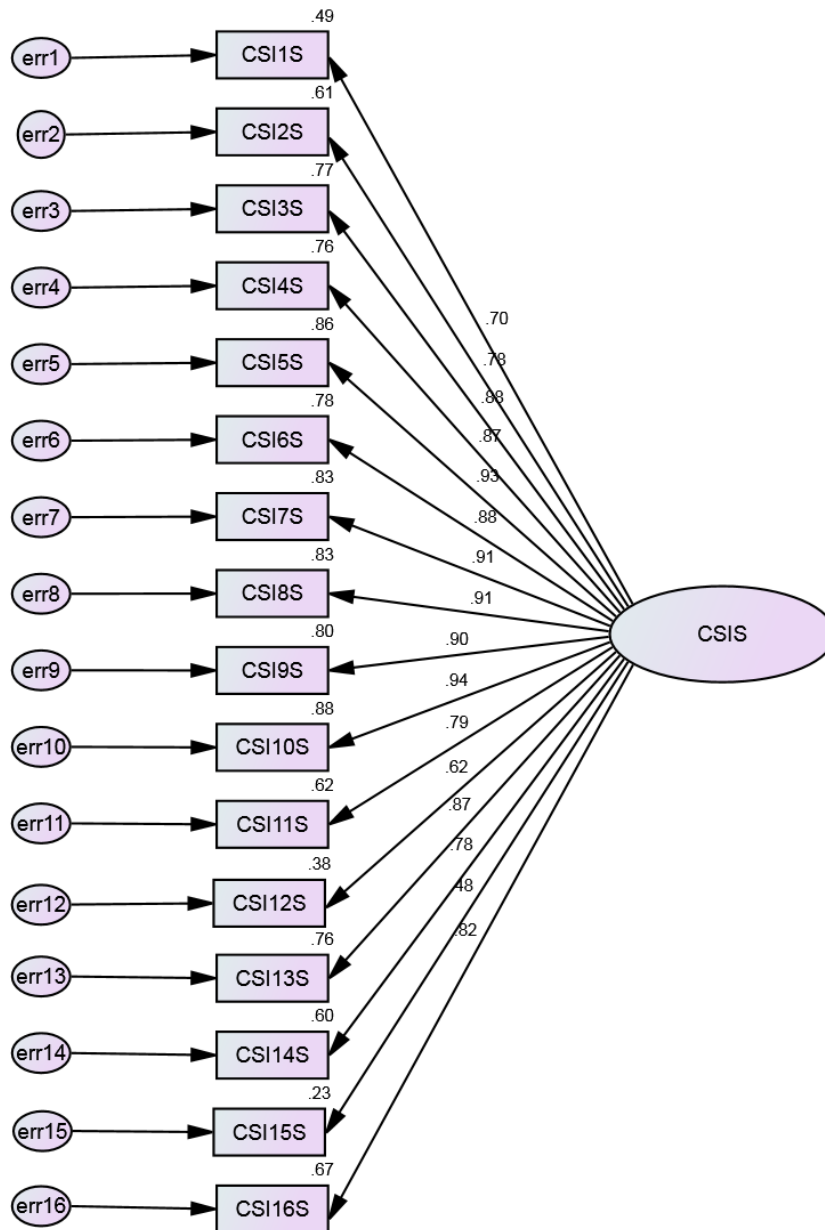 .49
err1
CSI1S
.61
err2
CSI2S
.77
err3
CSI3S
.76
err4
CSI4S
.70
.86
err5
CSI5S
.78
.88
.78
err6
CSI6S
.87
.83
.93
err7
CSI7S
.88
.83
.91
err8
CSI8S
.91
.80
.90
CSIS
err9
CSI9S
.94
.88
.79
err10
CSI10S
.62
.62
err11
CSI11S
.87
.38
.78
err12
CSI12S
.48
.76
.82
err13
CSI13S
.60
err14
CSI14S
.23
err15
CSI15S
.67
err16
CSI16S